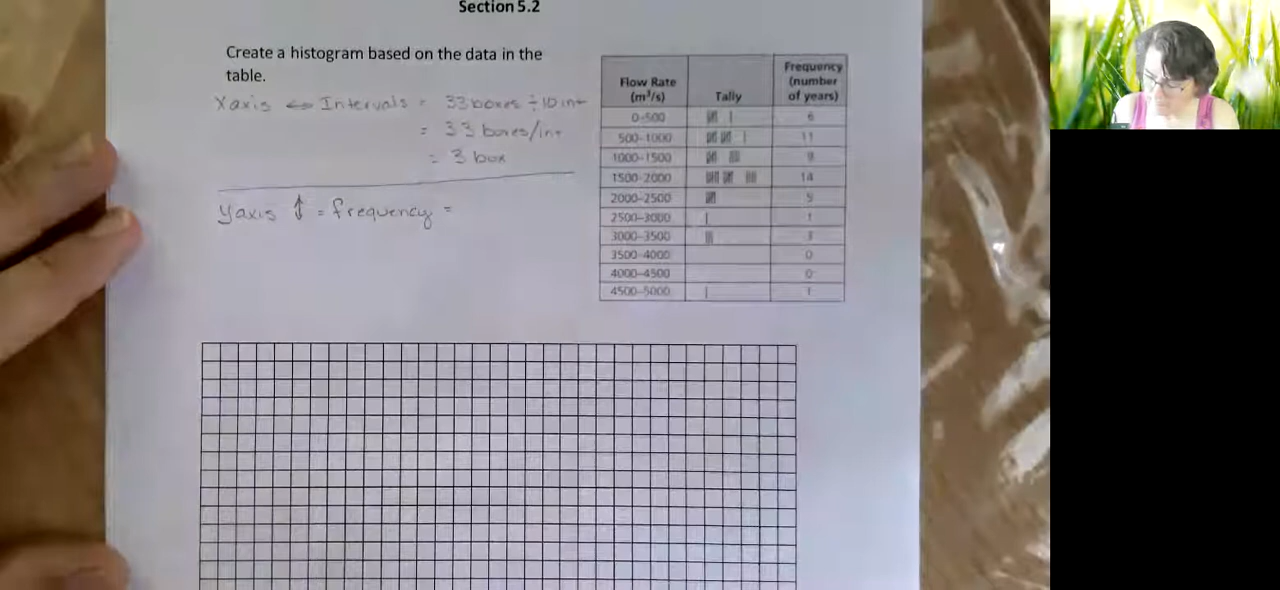 Section 5.2
Create a histogram based on the data in the
table.
X axis ↔ Intervals = 33 boxes ÷ 10 int
= 3.3 boxes/int
= 3 box
y axis ↕ = frequency =
Flow Rate (m³/s) Tally Frequency (number of years)
0–500 6
500–1000 11
1000–1500 9
1500–2000 14
2000–2500 5
2500–3000 1
3000–3500 3
3500–4000 0
4000–4500 0
4500–5000 1